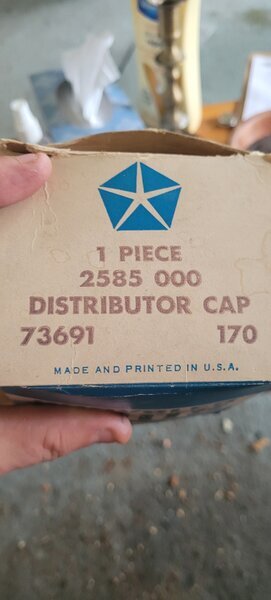 1 PIECE
2585 000
DISTRIBUTOR CAP
73691 170
MADE AND PRINTED IN U.S.A.